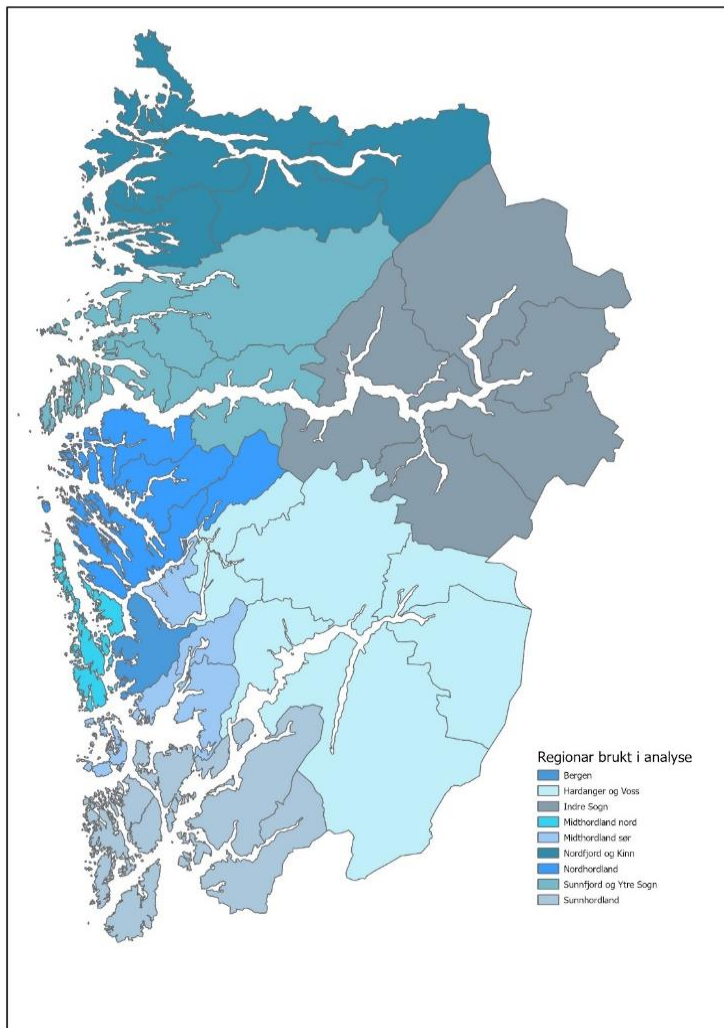 Regionar brukt i analyse
Bergen
Hardanger og Voss
Indre Sogn
Midthordland nord
Midthordland sør
Nordfjord og Kinn
Nordhordland
Sunnfjord og Ytre Sogn
Sunnhordland